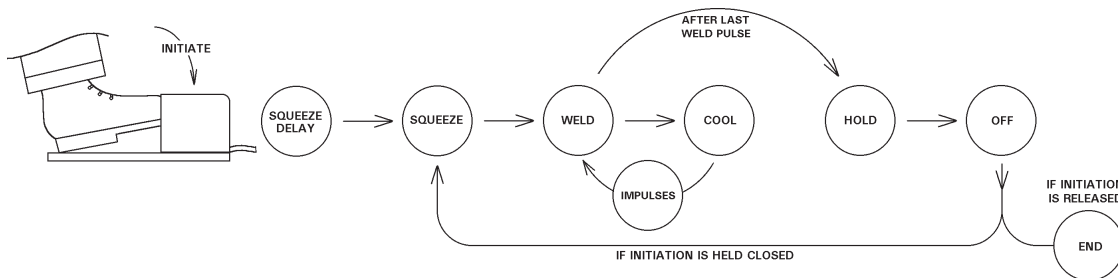 INITIATE
SQUEEZE
DELAY
SQUEEZE
WELD
COOL
IMPULSES
AFTER LAST
WELD PULSE
HOLD
OFF
IF INITIATION
IS RELEASED
END
IF INITIATION IS HELD CLOSED